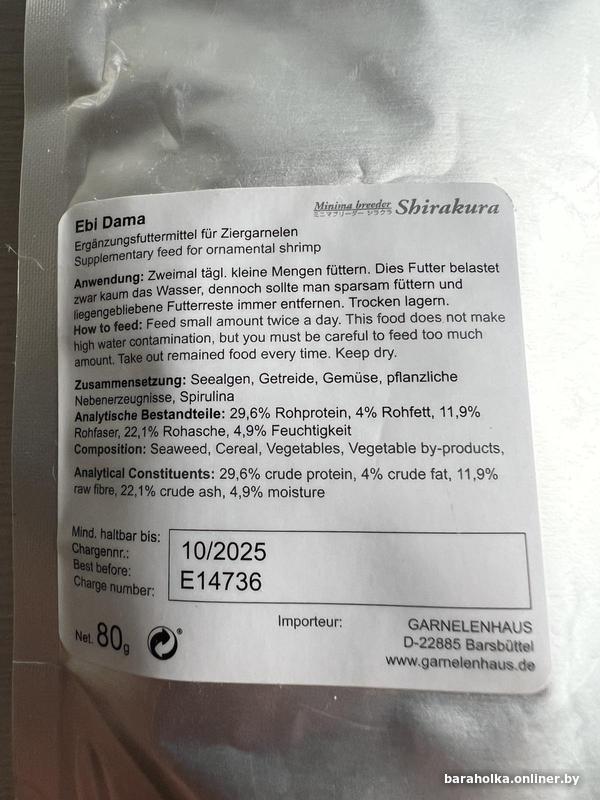 Ebi Dama
Minima breeder Shirakura
ミニマブリーダー シラクラ
Ergänzungsfuttermittel für Ziergarnelen
Supplementary feed for ornamental shrimp
Anwendung: Zweimal tägl. kleine Mengen füttern. Dies Futter belastet
zwar kaum das Wasser, dennoch sollte man sparsam füttern und
liegengebliebene Futterreste immer entfernen. Trocken lagern.
How to feed: Feed small amount twice a day. This food does not make
high water contamination, but you must be careful to feed too much
amount. Take out remained food every time. Keep dry.
Zusammensetzung: Seealgen, Getreide, Gemüse, pflanzliche
Nebenerzeugnisse, Spirulina
Analytische Bestandteile: 29,6% Rohprotein, 4% Rohfett, 11,9%
Rohfaser, 22,1% Rohasche, 4,9% Feuchtigkeit
Composition: Seaweed, Cereal, Vegetables, Vegetable by-products,
Analytical Constituents: 29,6% crude protein, 4% crude fat, 11,9%
raw fibre, 22,1% crude ash, 4,9% moisture
Mind. haltbar bis:
Chargennr.:
Best before:
Charge number:
10/2025
E14736
Net. 80g
Importeur:
GARNELENHAUS
D-22885 Barsbüttel
www.garnelenhaus.de
baraholka.onliner.by